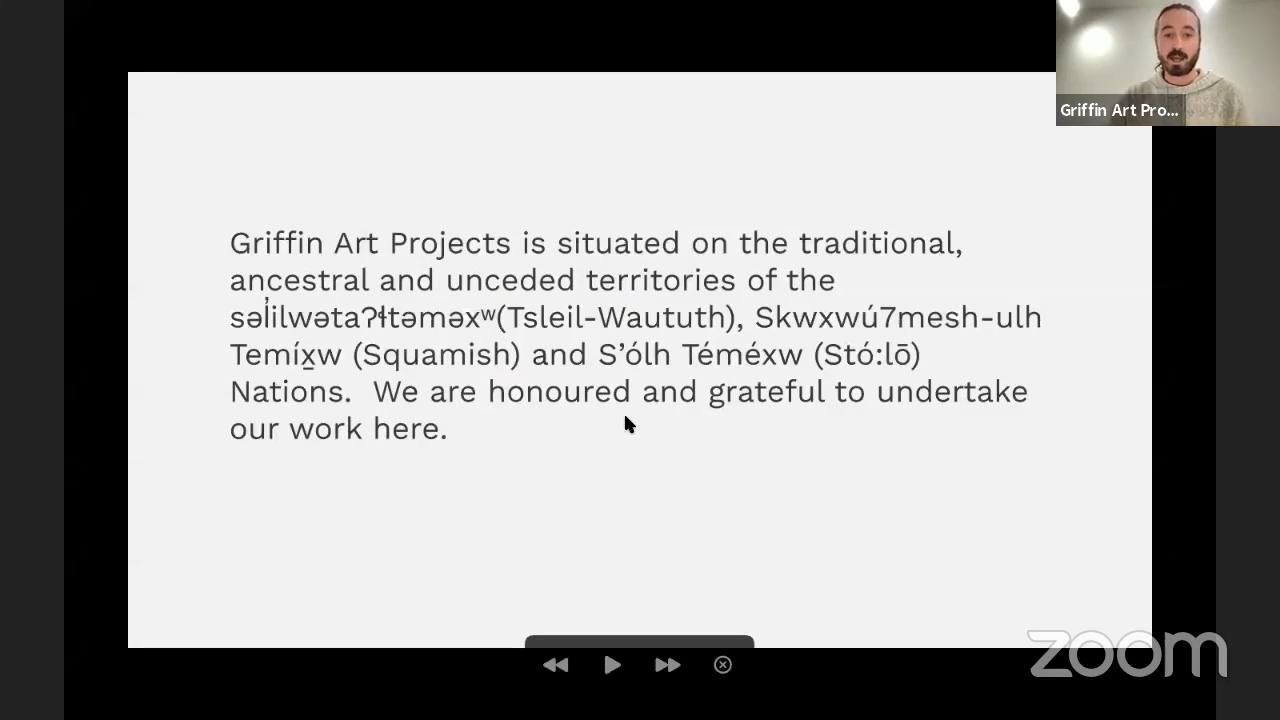 Griffin Art Pro...
Griffin Art Projects is situated on the traditional,
ancestral and unceded territories of the
səl̓ilwətaʔɬtəməxʷ(Tsleil-Waututh), Skwxwú7mesh-ulh
Temíx̱w (Squamish) and S’ólh Téméxw (Stó:lō)
Nations.  We are honoured and grateful to undertake
our work here.
zoom